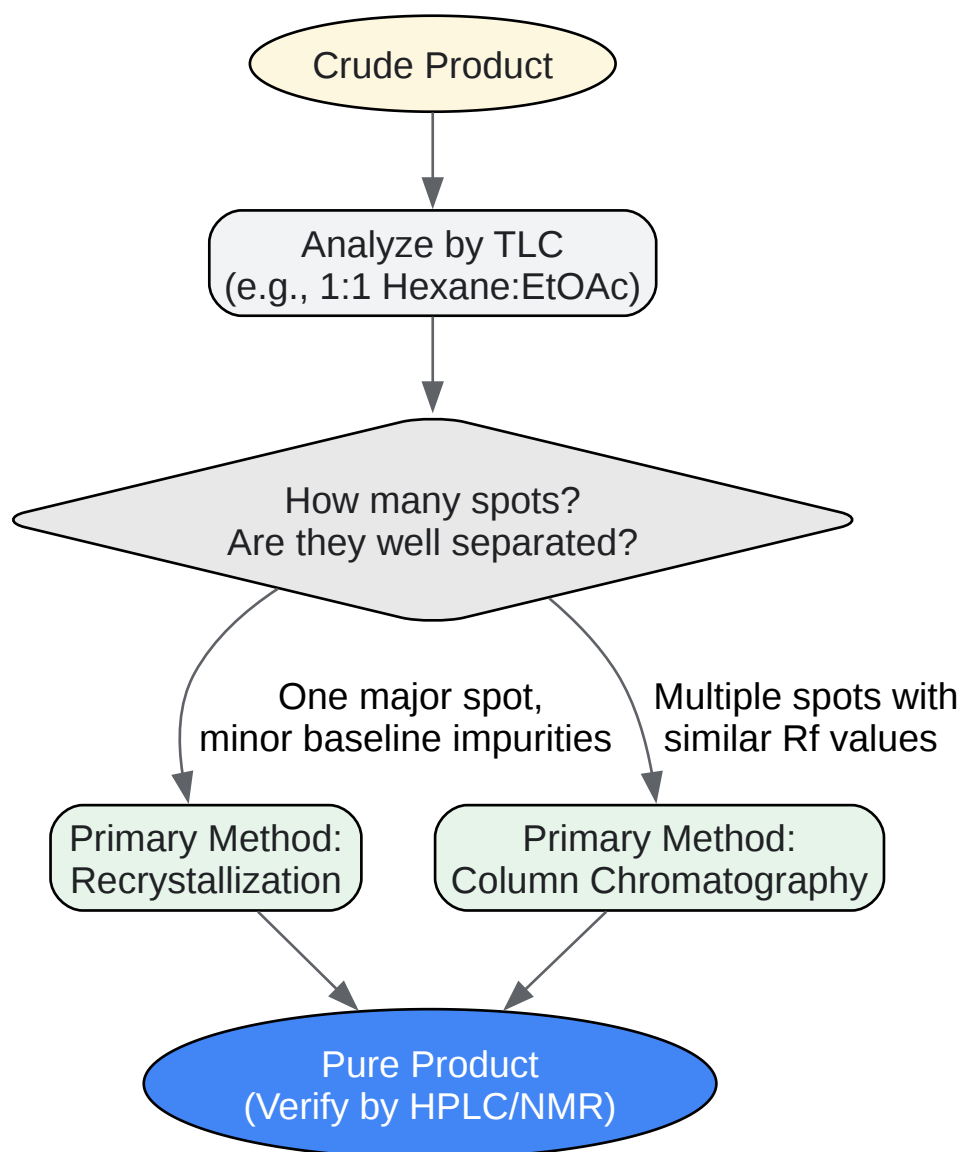 Crude Product
Analyze by TLC
(e.g., 1:1 Hexane:EtOAc)
How many spots?
Are they well separated?
One major spot,
minor baseline impurities
Multiple spots with
similar Rf values
Primary Method:
Recrystallization
Primary Method:
Column Chromatography
Pure Product
(Verify by HPLC/NMR)